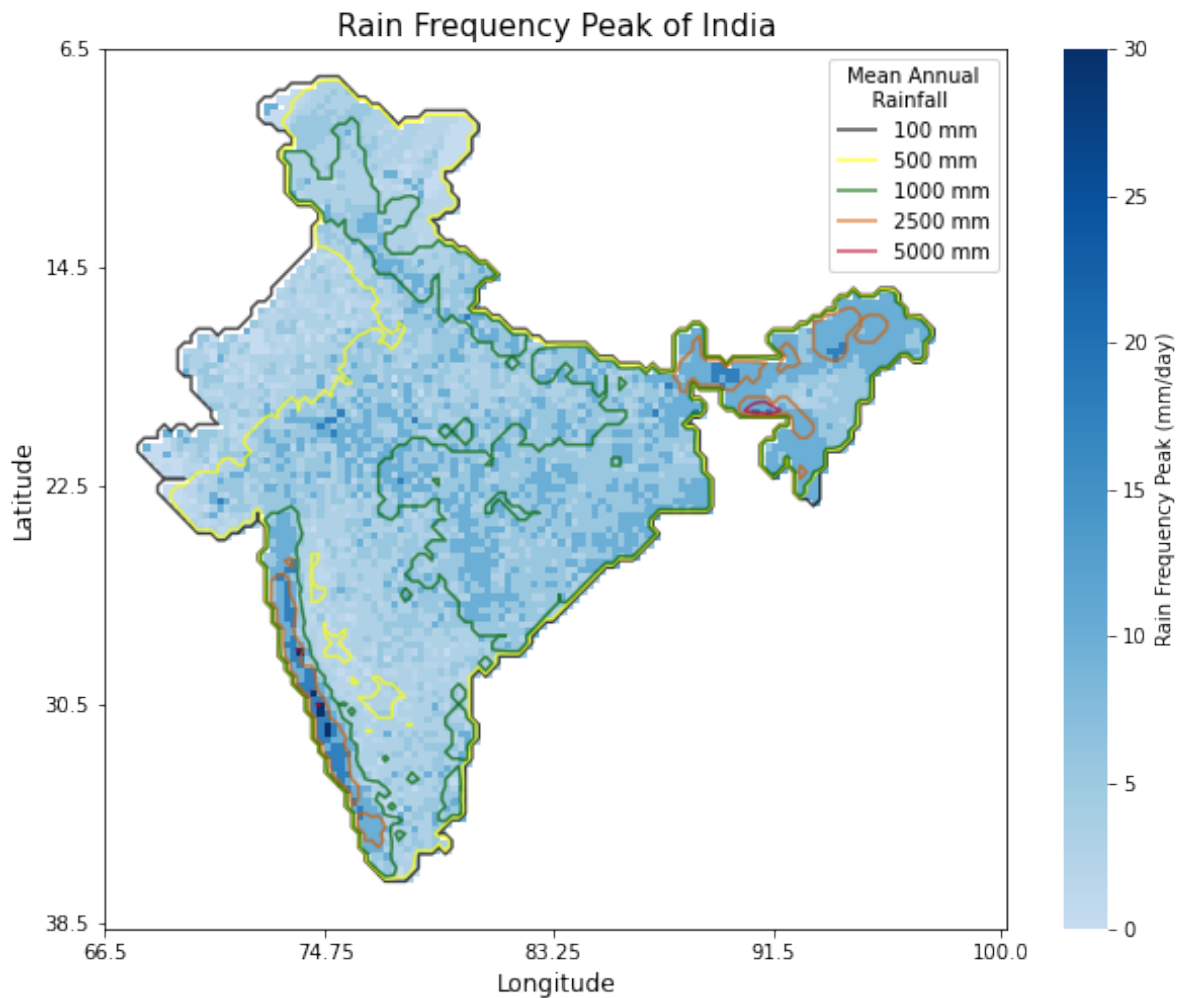 Rain Frequency Peak of India
6.5
14.5
22.5
30.5
38.5
Latitude
66.5
74.75
83.25
91.5
100.0
Longitude
Mean Annual
Rainfall
100 mm
500 mm
1000 mm
2500 mm
5000 mm
30
25
20
15
10
5
0
Rain Frequency Peak (mm/day)